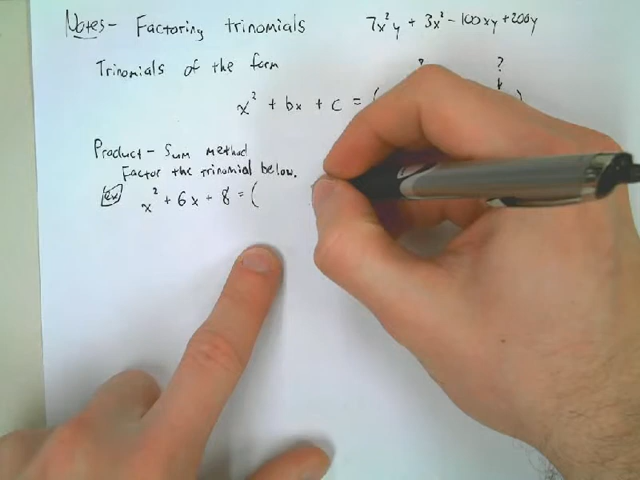 Notes - Factoring trinomials
7x²y + 3x² - 100xy + 200y
Trinomials of the form
?
x² + bx + c = ( )
Product - Sum method
Factor the trinomial below.
ex x² + 6x + 8 = (